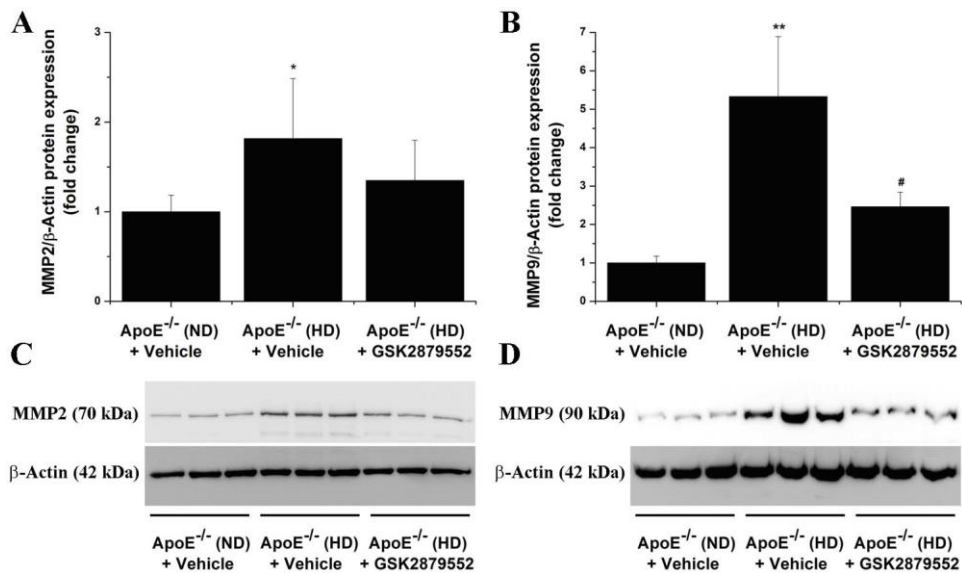 A
MMP2/β-Actin protein expression
(fold change)
3
2
1
0
*
ApoE-/- (ND)
+ Vehicle
ApoE-/- (HD)
+ Vehicle
ApoE-/- (HD)
+ GSK2879552
B
MMP9/β-Actin protein expression
(fold change)
7
6
5
4
3
2
1
0
**
#
ApoE-/- (ND)
+ Vehicle
ApoE-/- (HD)
+ Vehicle
ApoE-/- (HD)
+ GSK2879552
C
MMP2 (70 kDa)
β-Actin (42 kDa)
ApoE-/- (ND)
+ Vehicle
ApoE-/- (HD)
+ Vehicle
ApoE-/- (HD)
+ GSK2879552
D
MMP9 (90 kDa)
β-Actin (42 kDa)
ApoE-/- (ND)
+ Vehicle
ApoE-/- (HD)
+ Vehicle
ApoE-/- (HD)
+ GSK2879552